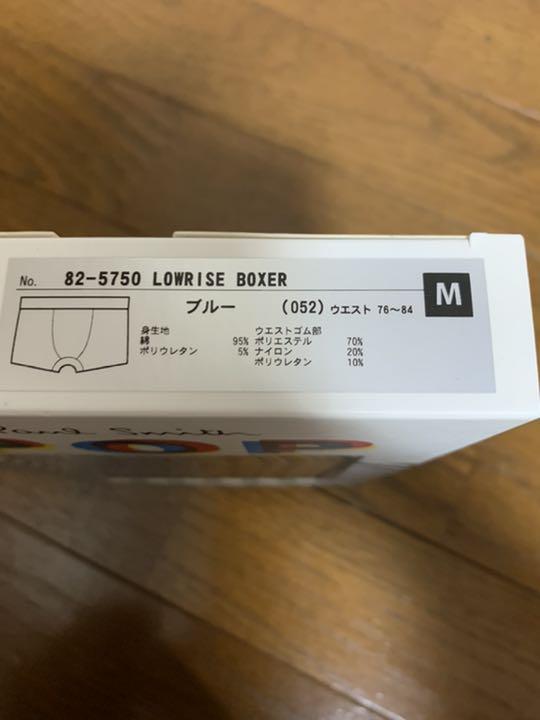 No. 82-5750 LOWRISE BOXER
M
ブルー (052) ウエスト 76〜84
身生地 ウエストゴム部
綿 95% ポリエステル 70%
ポリウレタン 5% ナイロン 20%
ポリウレタン 10%
Paul Smith